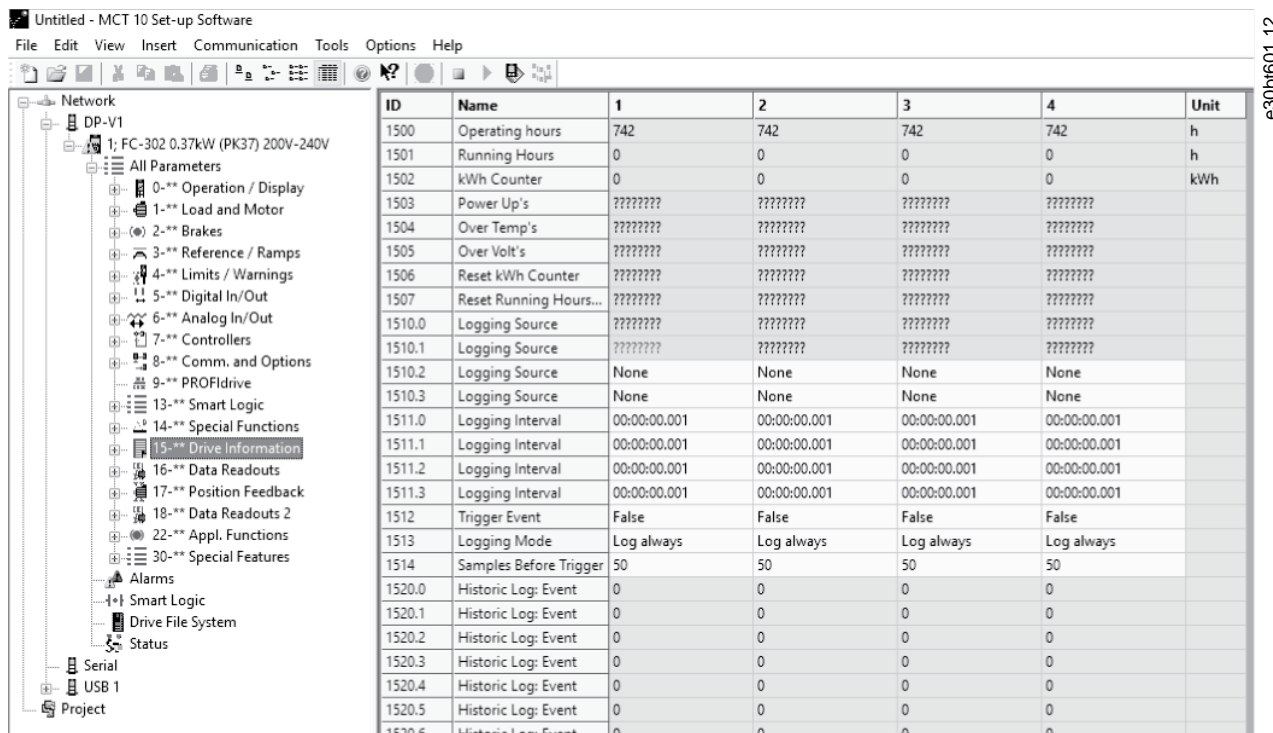 Untitled - MCT 10 Set-up Software
File Edit View Insert Communication Tools Options Help
Network
DP-V1
1; FC-302 0.37kW (PK37) 200V-240V
All Parameters
0-** Operation / Display
1-** Load and Motor
2-** Brakes
3-** Reference / Ramps
4-** Limits / Warnings
5-** Digital In/Out
6-** Analog In/Out
7-** Controllers
8-** Comm. and Options
9-** PROFIdrive
13-** Smart Logic
14-** Special Functions
15-** Drive Information
16-** Data Readouts
17-** Position Feedback
18-** Data Readouts 2
22-** Appl. Functions
30-** Special Features
Alarms
Smart Logic
Drive File System
Status
Serial
USB 1
Project
ID Name 1 2 3 4 Unit
1500 Operating hours 742 742 742 742 h
1501 Running Hours 0 0 0 0 h
1502 kWh Counter 0 0 0 0 kWh
1503 Power Up's ???????? ???????? ???????? ????????
1504 Over Temp's ???????? ???????? ???????? ????????
1505 Over Volt's ???????? ???????? ???????? ????????
1506 Reset kWh Counter ???????? ???????? ???????? ????????
1507 Reset Running Hours... ???????? ???????? ???????? ????????
1510.0 Logging Source ???????? ???????? ???????? ????????
1510.1 Logging Source ???????? ???????? ???????? ????????
1510.2 Logging Source None None None None
1510.3 Logging Source None None None None
1511.0 Logging Interval 00:00:00.001 00:00:00.001 00:00:00.001 00:00:00.001
1511.1 Logging Interval 00:00:00.001 00:00:00.001 00:00:00.001 00:00:00.001
1511.2 Logging Interval 00:00:00.001 00:00:00.001 00:00:00.001 00:00:00.001
1511.3 Logging Interval 00:00:00.001 00:00:00.001 00:00:00.001 00:00:00.001
1512 Trigger Event False False False False
1513 Logging Mode Log always Log always Log always Log always
1514 Samples Before Trigger 50 50 50 50
1520.0 Historic Log: Event 0 0 0 0
1520.1 Historic Log: Event 0 0 0 0
1520.2 Historic Log: Event 0 0 0 0
1520.3 Historic Log: Event 0 0 0 0
1520.4 Historic Log: Event 0 0 0 0
1520.5 Historic Log: Event 0 0 0 0
1520.6 Historic Log: Event 0 0 0 0
e30bt601.12